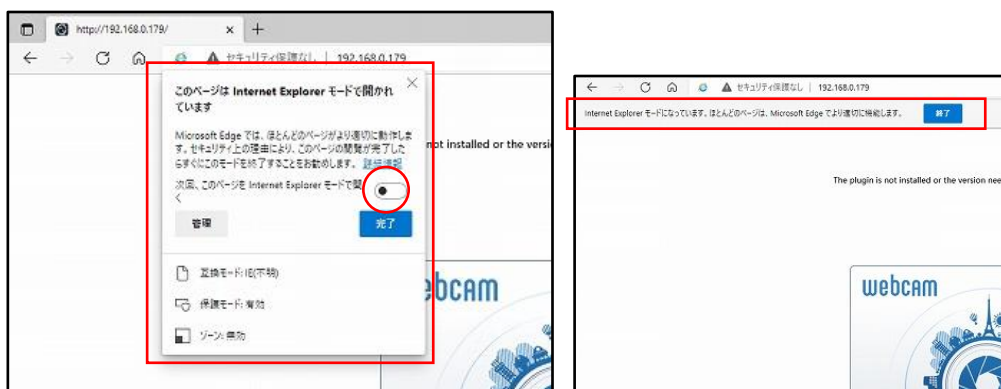 http://192.168.0.179/
セキュリティ保護なし | 192.168.0.179
このページは Internet Explorer モードで開かれ
ています
Microsoft Edge では、ほとんどのページがより適切に動作しま
す。セキュリティ上の理由により、このページの閲覧が完了した
らすぐにこのモードを終了することをお勧めします。 詳細情報
次回、このページを Internet Explorer モードで開
く
管理
完了
互換モード: IE(不明)
保護モード: 有効
ゾーン: 無効
not installed or the versi
ebcam
セキュリティ保護なし | 192.168.0.179
Internet Explorer モードになっています。ほとんどのページは、Microsoft Edge でより適切に機能します。
終了
The plugin is not installed or the version nee
webcam